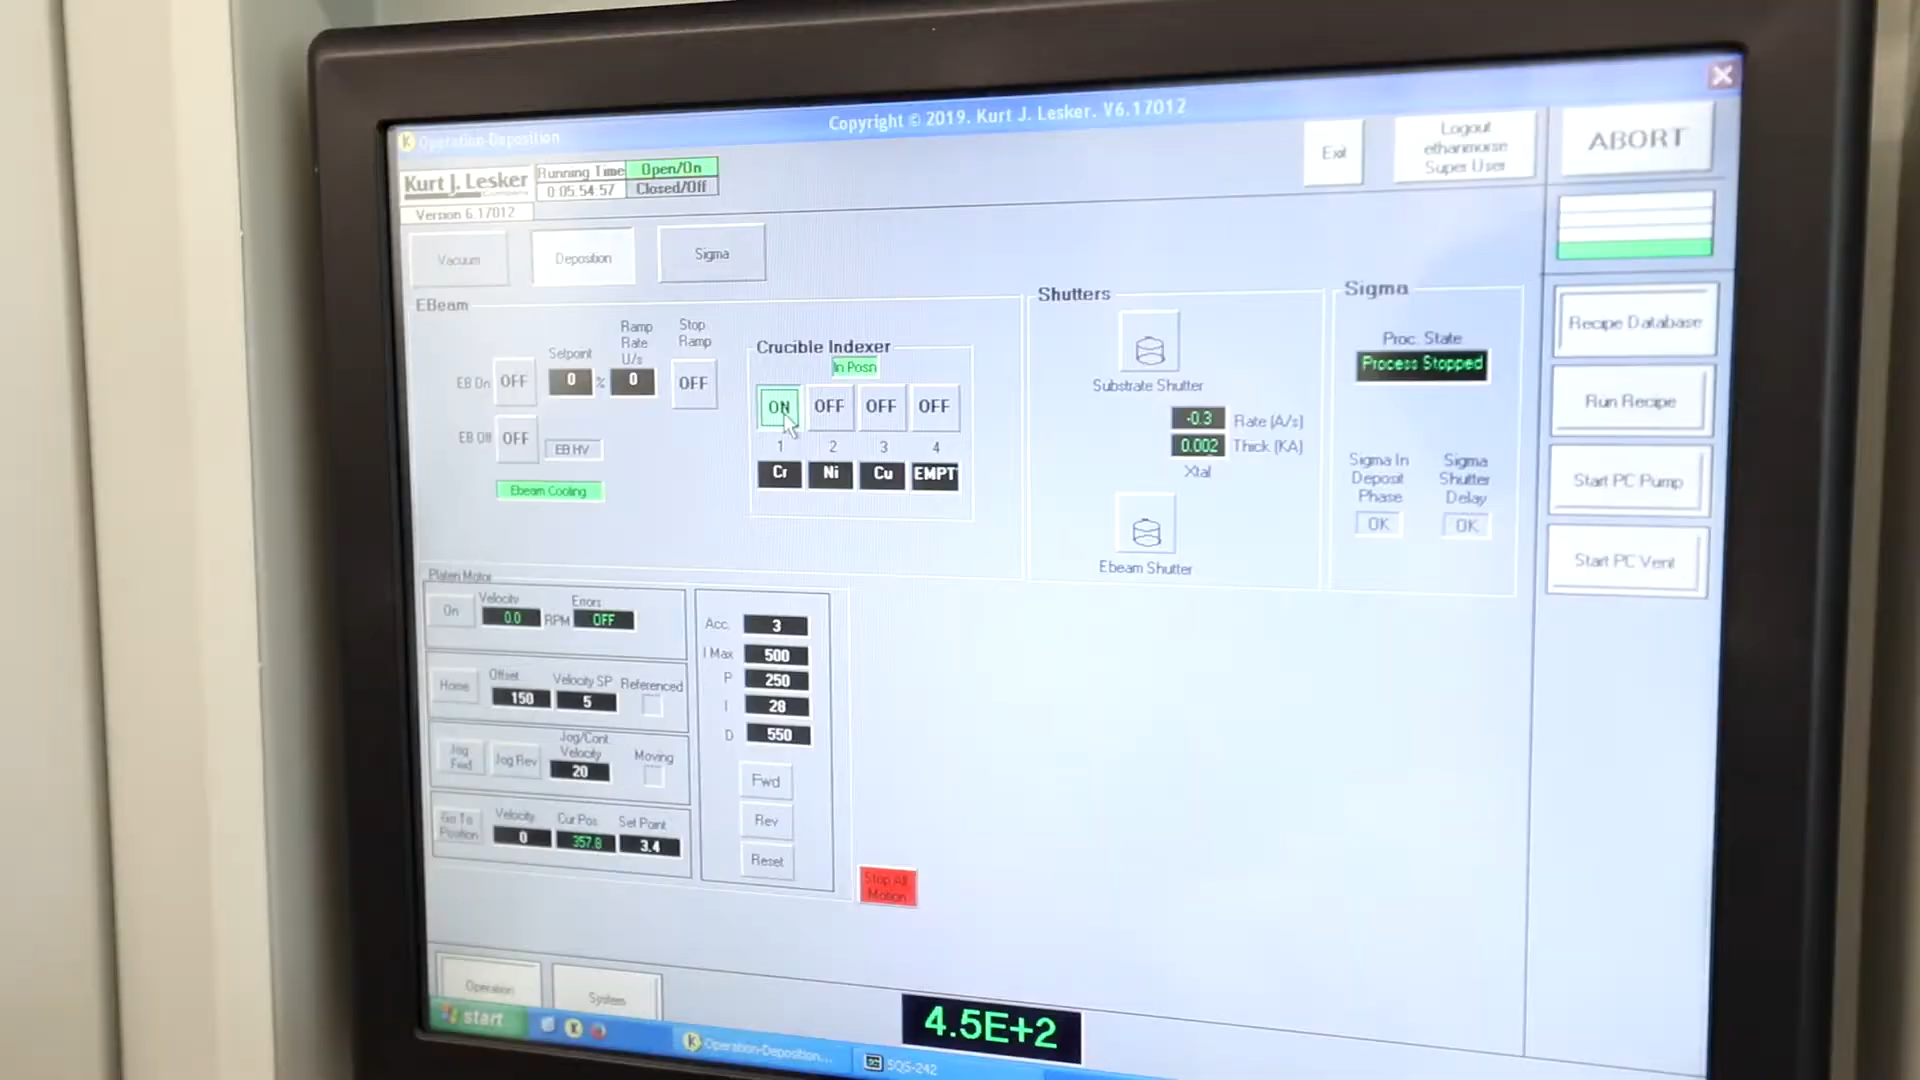 Operation-Deposition
Copyright © 2019. Kurt J. Lesker. V6.17012
Kurt J. Lesker
Company
Version 6.17012
Running Time
0:05:54:57
Open/On
Closed/Off
Exit
Logout
ethanmorse
Super User
ABORT
Vacuum
Deposition
Sigma
EBeam
EB On
OFF
Setpoint
0 %
Ramp
Rate
U/s
0
Stop
Ramp
OFF
EB Off
OFF
EB HV
Ebeam Cooling
Crucible Indexer
In Posn
ON OFF OFF OFF
1 2 3 4
Cr Ni Cu EMPT
Shutters
Substrate Shutter
-0.3 Rate (A/s)
0.002 Thick (KA)
Xtal
Ebeam Shutter
Sigma
Proc. State
Process Stopped
Sigma In
Deposit
Phase
OK
Sigma
Shutter
Delay
OK
Recipe Database
Run Recipe
Start PC Pump
Start PC Vent
Platen Motor
On
Velocity
0.0 RPM
Errors
OFF
Home
Offset
150
Velocity SP
5
Referenced
Jog
Fwd
Jog Rev
Jog/Cont.
Velocity
20
Moving
Go To
Position
Velocity
0
Cur Pos
357.8
Set Point
3.4
Acc. 3
I Max 500
P 250
I 28
D 550
Fwd
Rev
Reset
Stop All
Motion
Operation
System
4.5E+2
start
Operation-Deposition...
SQS-242